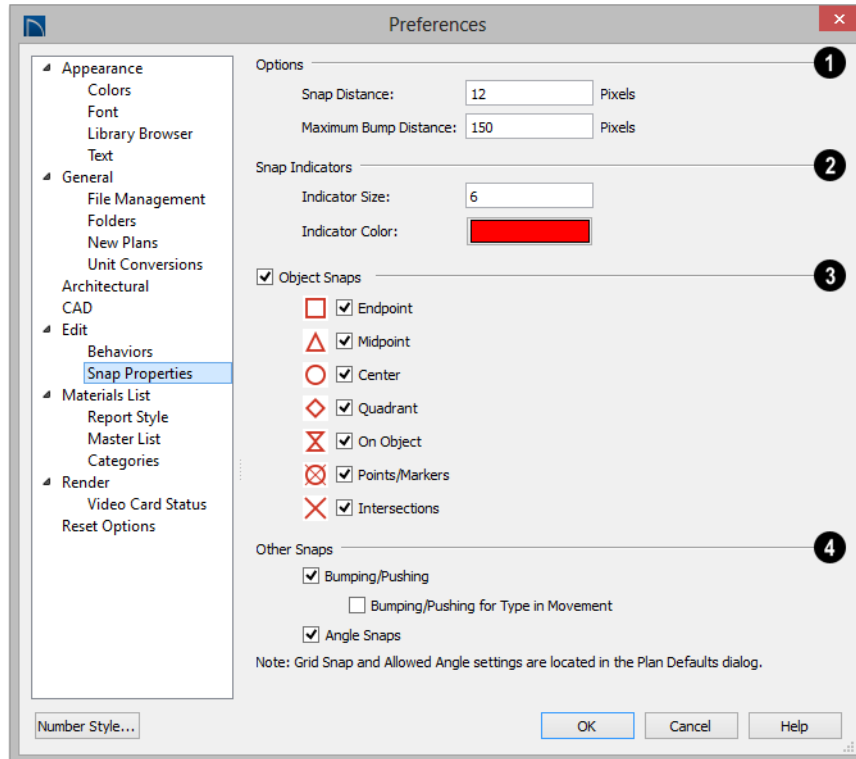 Preferences
Appearance
Colors
Font
Library Browser
Text
General
File Management
Folders
New Plans
Unit Conversions
Architectural
CAD
Edit
Behaviors
Snap Properties
Materials List
Report Style
Master List
Categories
Render
Video Card Status
Reset Options
Options 1
Snap Distance: 12 Pixels
Maximum Bump Distance: 150 Pixels
Snap Indicators 2
Indicator Size: 6
Indicator Color:
Object Snaps 3
Endpoint
Midpoint
Center
Quadrant
On Object
Points/Markers
Intersections
Other Snaps 4
Bumping/Pushing
Bumping/Pushing for Type in Movement
Angle Snaps
Note: Grid Snap and Allowed Angle settings are located in the Plan Defaults dialog.
Number Style... OK Cancel Help